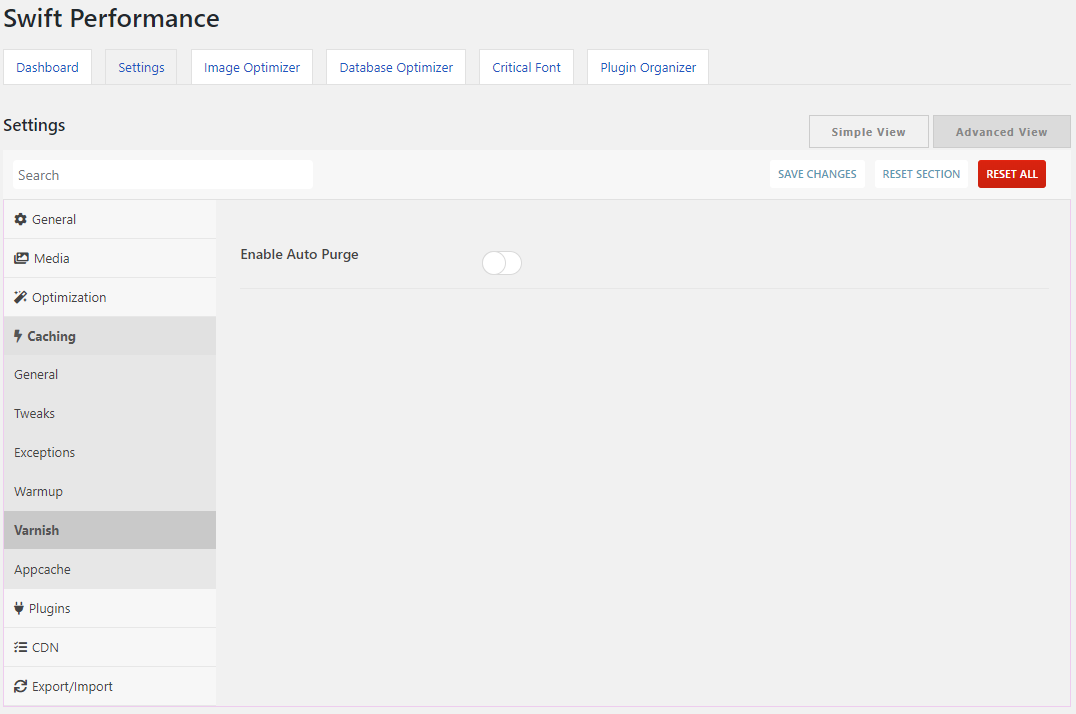 Swift Performance
Dashboard
Settings
Image Optimizer
Database Optimizer
Critical Font
Plugin Organizer
Settings
Simple View
Advanced View
Search
SAVE CHANGES
RESET SECTION
RESET ALL
General
Media
Optimization
Caching
General
Tweaks
Exceptions
Warmup
Varnish
Appcache
Plugins
CDN
Export/Import
Enable Auto Purge